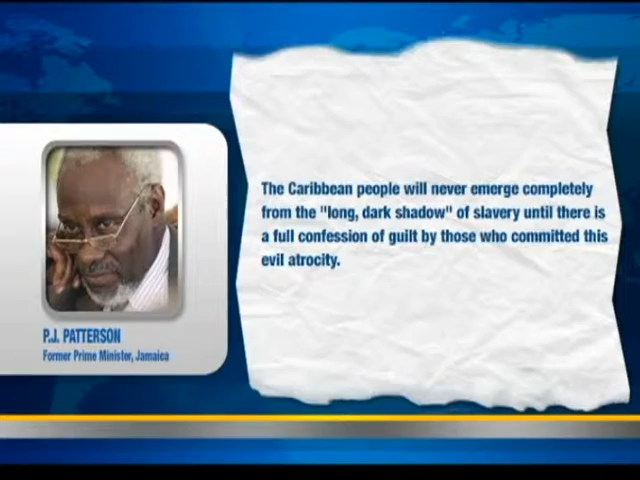 The Caribbean people will never emerge completely
from the "long, dark shadow" of slavery until there is
a full confession of guilt by those who committed this
evil atrocity.
P.J. PATTERSON
Former Prime Minister, Jamaica